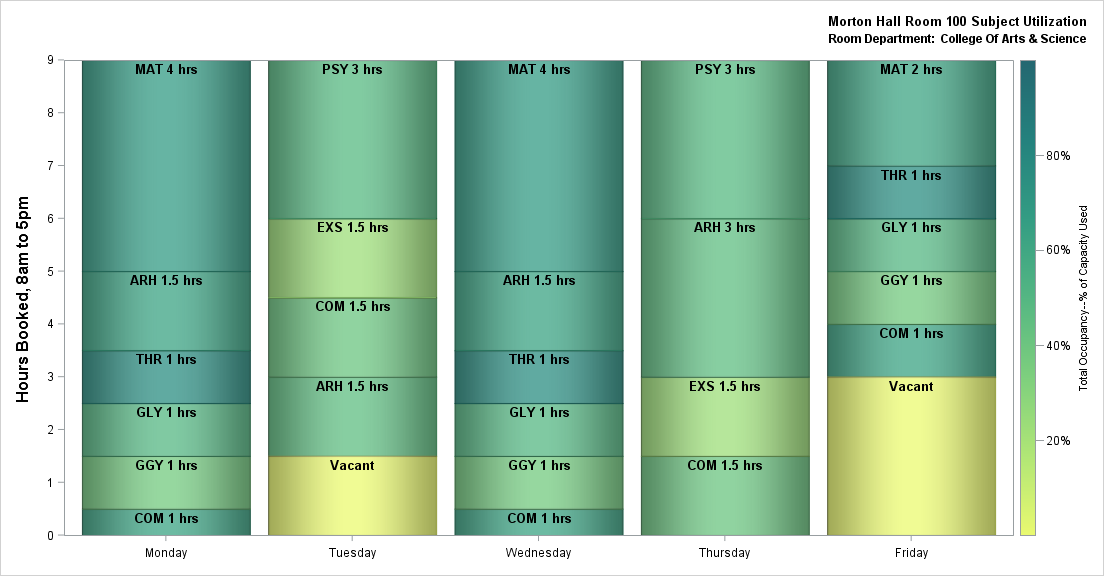 Morton Hall Room 100 Subject Utilization
Room Department: College Of Arts & Science
Hours Booked, 8am to 5pm
9
8
7
6
5
4
3
2
1
0
MAT 4 hrs
ARH 1.5 hrs
THR 1 hrs
GLY 1 hrs
GGY 1 hrs
COM 1 hrs
Monday
PSY 3 hrs
EXS 1.5 hrs
COM 1.5 hrs
ARH 1.5 hrs
Vacant
Tuesday
MAT 4 hrs
ARH 1.5 hrs
THR 1 hrs
GLY 1 hrs
GGY 1 hrs
COM 1 hrs
Wednesday
PSY 3 hrs
ARH 3 hrs
EXS 1.5 hrs
COM 1.5 hrs
Thursday
MAT 2 hrs
THR 1 hrs
GLY 1 hrs
GGY 1 hrs
COM 1 hrs
Vacant
Friday
80%
60%
40%
20%
Total Occupancy--% of Capacity Used